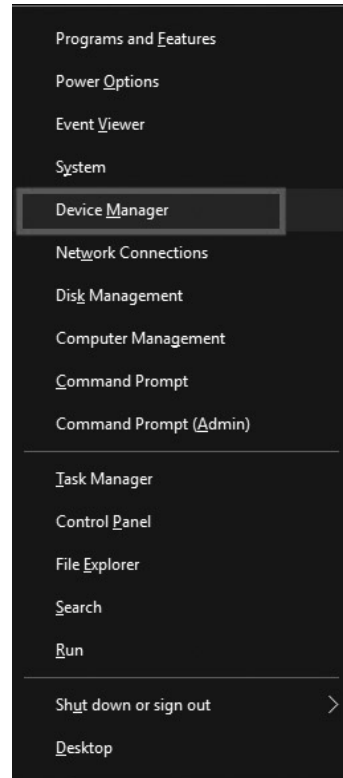 Programs and Features
Power Options
Event Viewer
System
Device Manager
Network Connections
Disk Management
Computer Management
Command Prompt
Command Prompt (Admin)
Task Manager
Control Panel
File Explorer
Search
Run
Shut down or sign out
Desktop